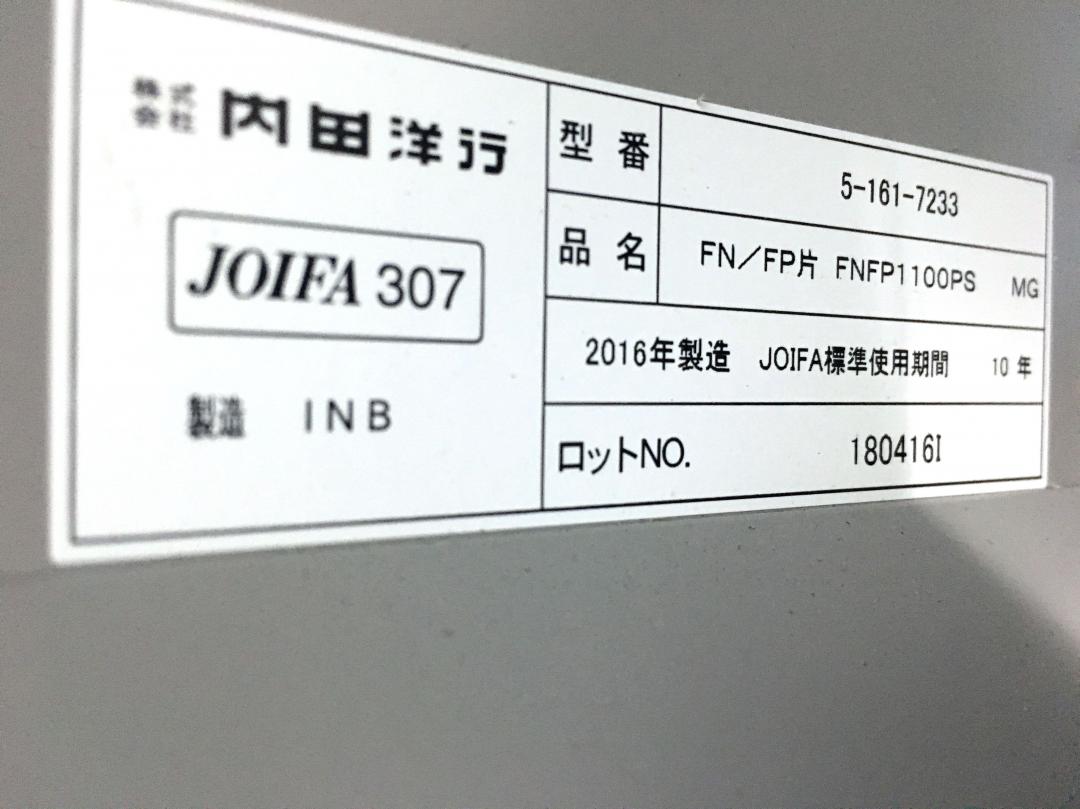 株式会社 内田洋行
JOIFA 307
製造 INB
型番 5-161-7233
品名 FN／FP片 FNFP1100PS MG
2016年製造 JOIFA標準使用期間 10年
ロットNO. 180416I